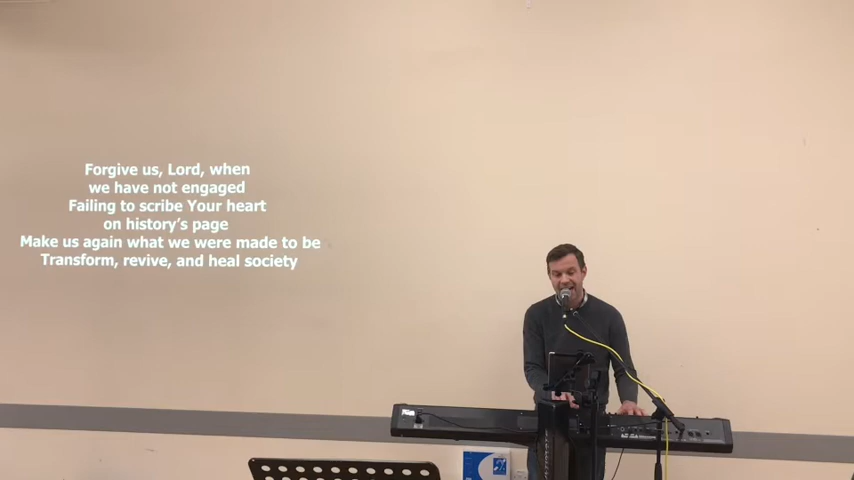 Forgive us, Lord, when
we have not engaged
Failing to scribe Your heart
on history's page
Make us again what we were made to be
Transform, revive, and heal society